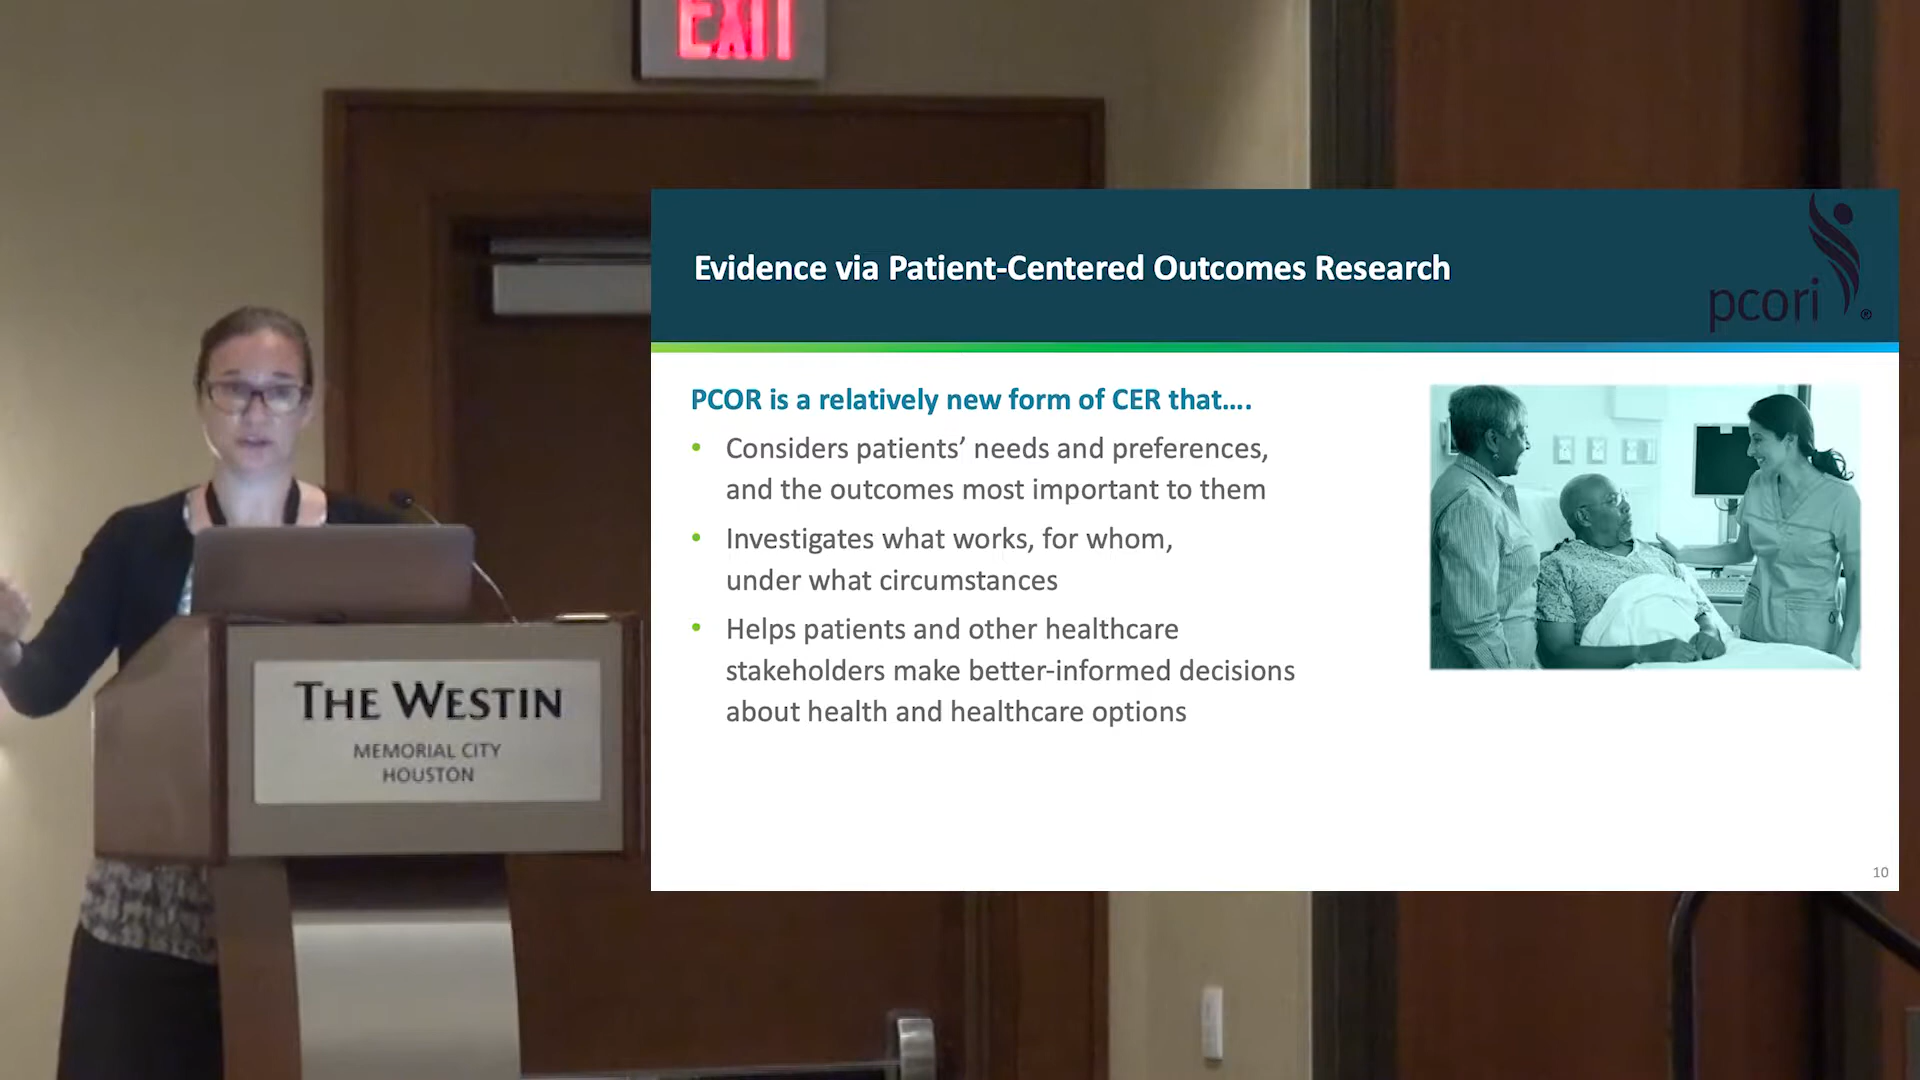 EXIT
Evidence via Patient-Centered Outcomes Research
pcori
®
PCOR is a relatively new form of CER that....
• Considers patients’ needs and preferences,
and the outcomes most important to them
• Investigates what works, for whom,
under what circumstances
• Helps patients and other healthcare
stakeholders make better-informed decisions
about health and healthcare options
10
THE WESTIN
MEMORIAL CITY
HOUSTON